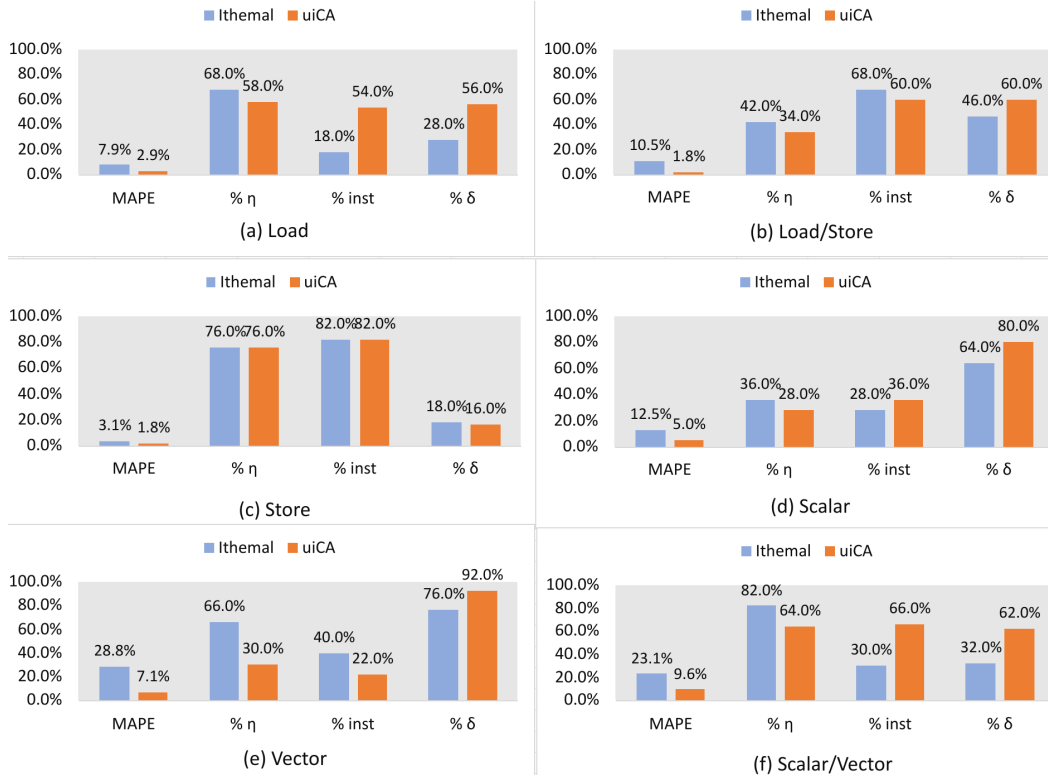 Ithemal uiCA
100.0%
80.0%
60.0%
40.0%
20.0%
0.0%
7.9% 2.9% 68.0% 58.0% 18.0% 54.0% 28.0% 56.0%
MAPE % η % inst % δ
(a) Load
Ithemal uiCA
100.0%
80.0%
60.0%
40.0%
20.0%
0.0%
10.5% 1.8% 42.0% 34.0% 68.0% 60.0% 46.0% 60.0%
MAPE % η % inst % δ
(b) Load/Store
Ithemal uiCA
100.0%
80.0%
60.0%
40.0%
20.0%
0.0%
3.1% 1.8% 76.0% 76.0% 82.0% 82.0% 18.0% 16.0%
MAPE % η % inst % δ
(c) Store
Ithemal uiCA
100.0%
80.0%
60.0%
40.0%
20.0%
0.0%
12.5% 5.0% 36.0% 28.0% 28.0% 36.0% 64.0% 80.0%
MAPE % η % inst % δ
(d) Scalar
Ithemal uiCA
100.0%
80.0%
60.0%
40.0%
20.0%
0.0%
28.8% 7.1% 66.0% 30.0% 40.0% 22.0% 76.0% 92.0%
MAPE % η % inst % δ
(e) Vector
Ithemal uiCA
100.0%
80.0%
60.0%
40.0%
20.0%
0.0%
23.1% 9.6% 82.0% 64.0% 30.0% 66.0% 32.0% 62.0%
MAPE % η % inst % δ
(f) Scalar/Vector